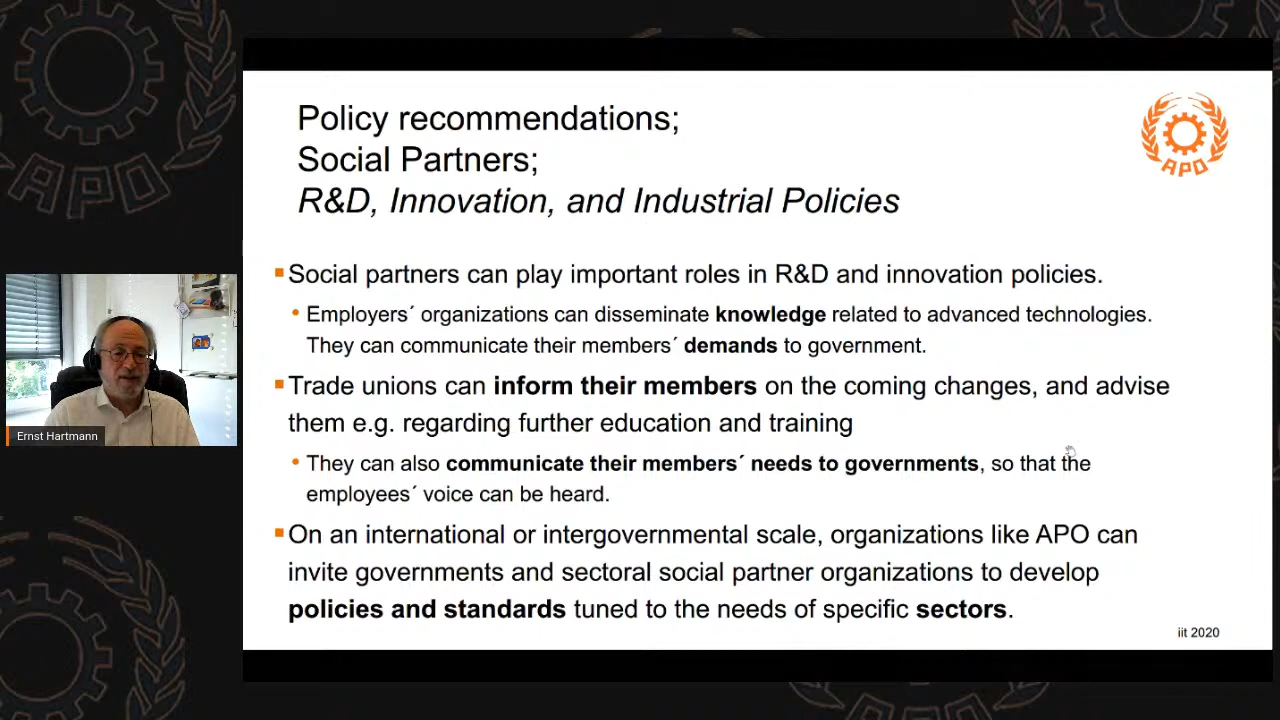 Policy recommendations;
Social Partners;
R&D, Innovation, and Industrial Policies
APO
▪Social partners can play important roles in R&D and innovation policies.
• Employers´ organizations can disseminate knowledge related to advanced technologies.
They can communicate their members´ demands to government.
▪Trade unions can inform their members on the coming changes, and advise
them e.g. regarding further education and training
• They can also communicate their members´ needs to governments, so that the
employees´ voice can be heard.
▪On an international or intergovernmental scale, organizations like APO can
invite governments and sectoral social partner organizations to develop
policies and standards tuned to the needs of specific sectors.
iit 2020
Ernst Hartmann
APO
APO